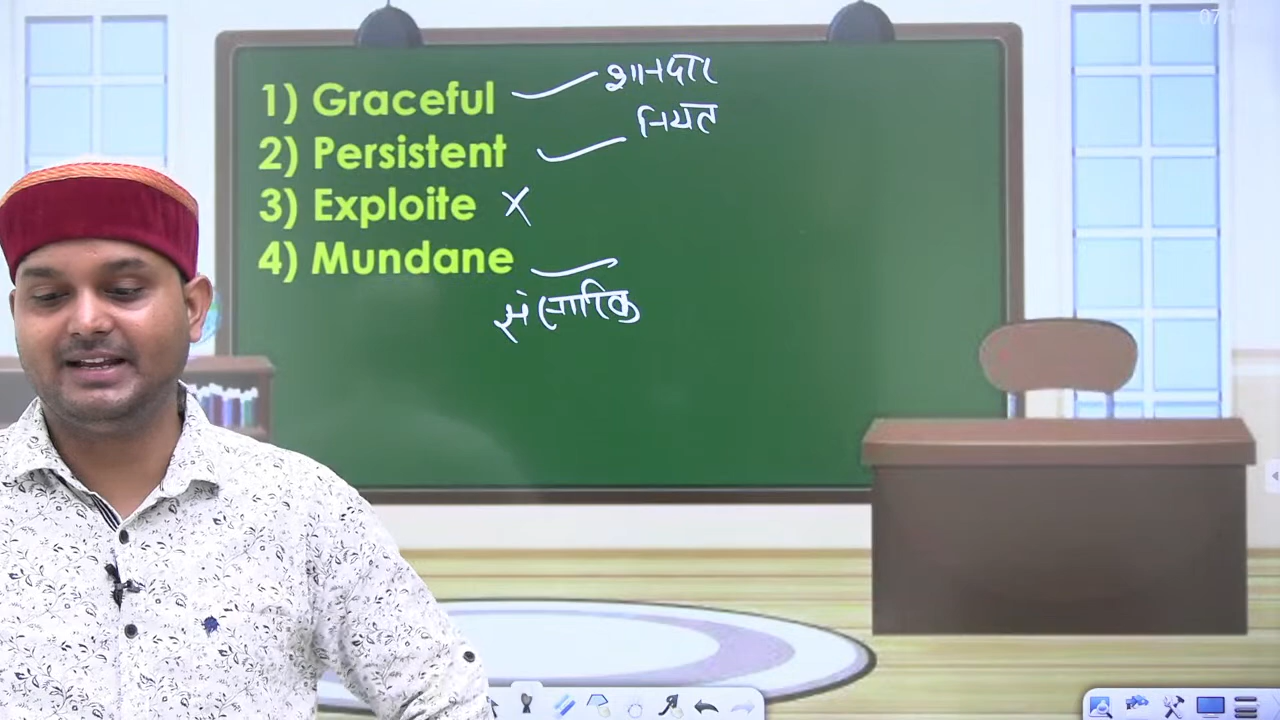 1) Graceful शानदार
2) Persistent नियत
3) Exploite X
4) Mundane
संसारिक